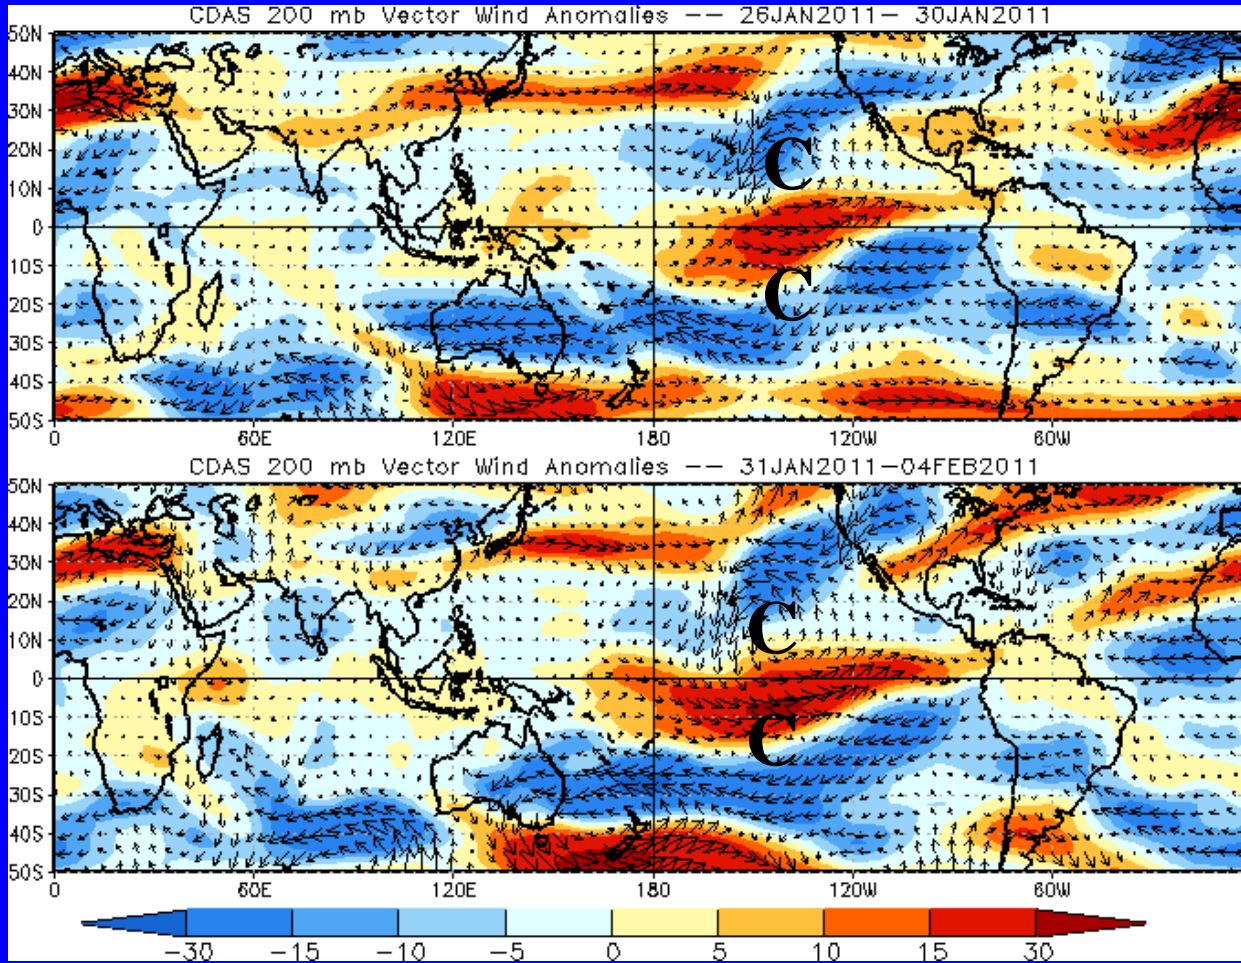 CDAS 200 mb Vector Wind Anomalies -- 26JAN2011- 30JAN2011
50N
40N
30N
20N
10N
0
10S
20S
30S
40S
50S
C
C
0 60E 120E 180 120W 60W
CDAS 200 mb Vector Wind Anomalies -- 31JAN2011-04FEB2011
50N
40N
30N
20N
10N
0
10S
20S
30S
40S
50S
C
C
0 60E 120E 180 120W 60W
-30 -15 -10 -5 0 5 10 15 30